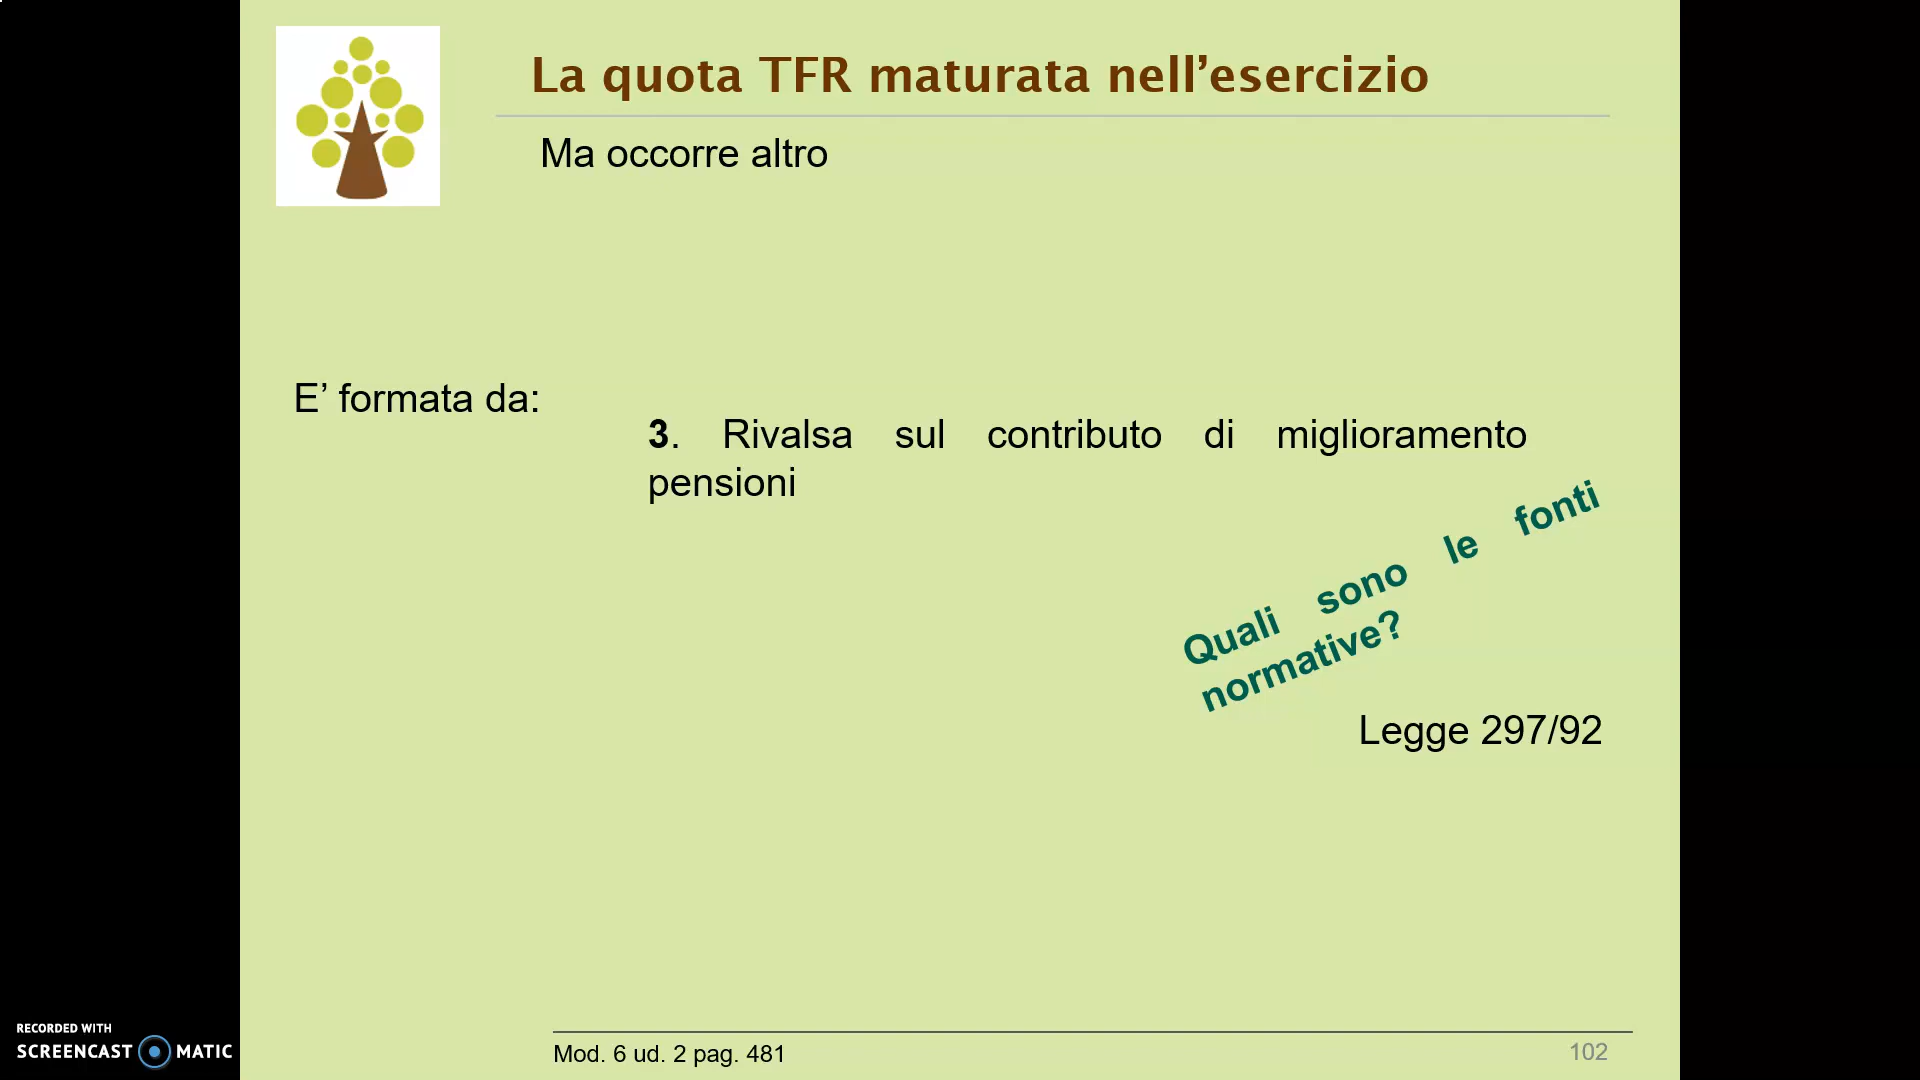 La quota TFR maturata nell’esercizio
Ma occorre altro
E’ formata da:
3. Rivalsa sul contributo di miglioramento
pensioni
Quali sono le fonti
normative?
Legge 297/92
RECORDED WITH
SCREENCAST MATIC
Mod. 6 ud. 2 pag. 481
102